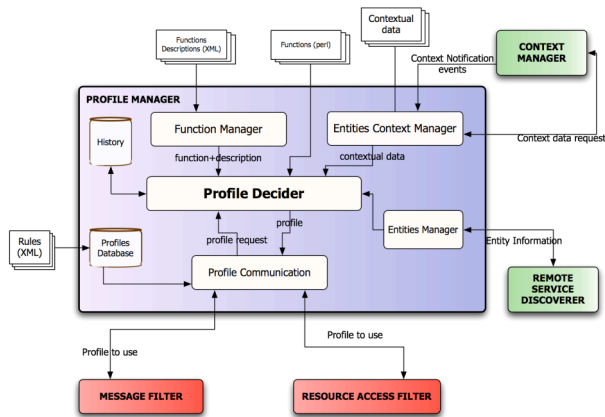 Functions
Descriptions (XML)
Functions (perl)
Contextual
data
Context Notification
events
CONTEXT
MANAGER
PROFILE MANAGER
History
Function Manager
Entities Context Manager
Context data request
function+description
contextual data
Profile Decider
Rules
(XML)
Profiles
Database
profile
profile request
Entities Manager
Entity Information
Profile Communication
REMOTE
SERVICE
DISCOVERER
Profile to use
Profile to use
MESSAGE FILTER
RESOURCE ACCESS FILTER